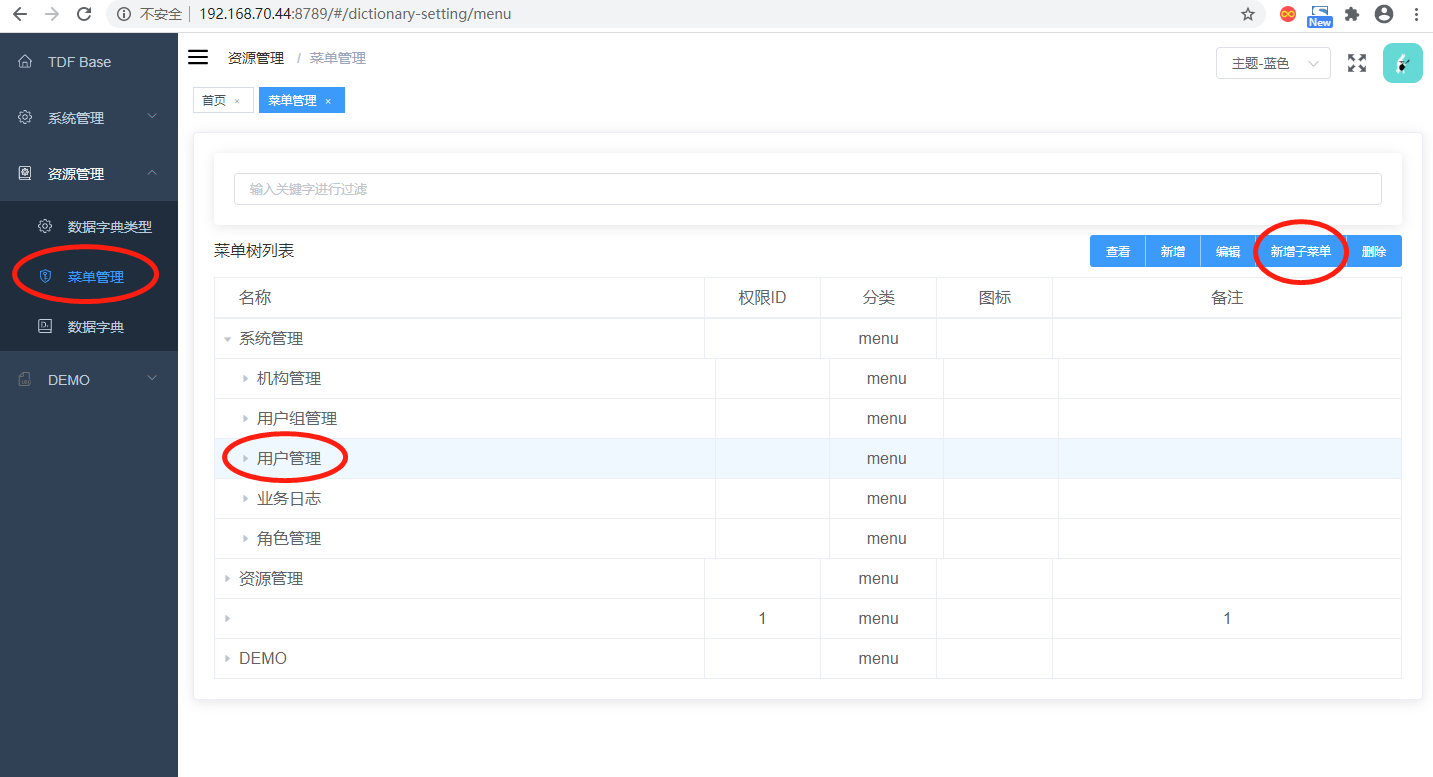 不安全 | 192.168.70.44:8789/#/dictionary-setting/menu
New
TDF Base
系统管理
资源管理
数据字典类型
菜单管理
数据字典
DEMO
资源管理 / 菜单管理
主题-蓝色
首页 ×
菜单管理 ×
输入关键字进行过滤
菜单树列表
查看 新增 编辑 新增子菜单 删除
名称 权限ID 分类 图标 备注
系统管理 menu
机构管理 menu
用户组管理 menu
用户管理 menu
业务日志 menu
角色管理 menu
资源管理 menu
1 menu 1
DEMO menu